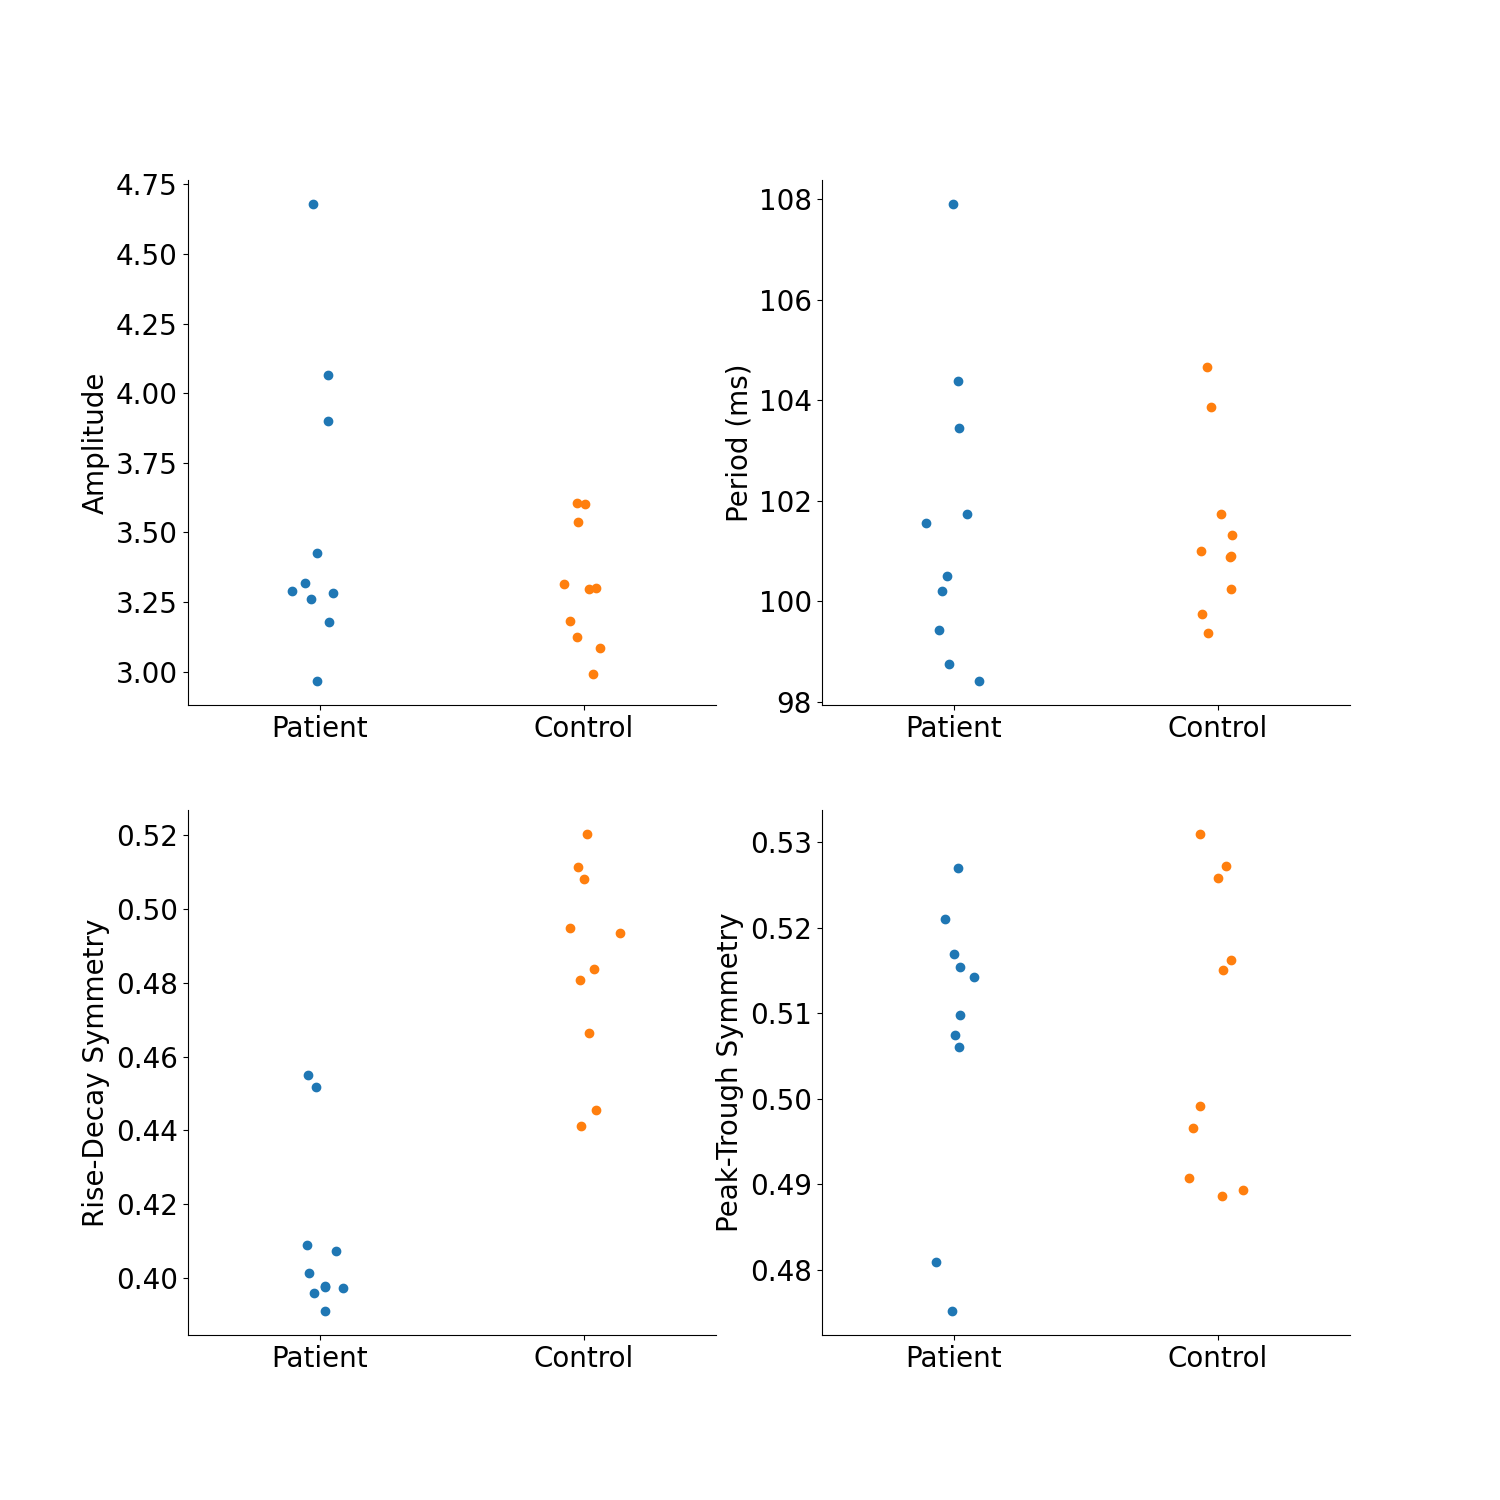 4.75
4.50
4.25
4.00
3.75
3.50
3.25
3.00
Amplitude
Patient
Control
108
106
104
102
100
98
Period (ms)
Patient
Control
0.52
0.50
0.48
0.46
0.44
0.42
0.40
Rise-Decay Symmetry
Patient
Control
0.53
0.52
0.51
0.50
0.49
0.48
Peak-Trough Symmetry
Patient
Control